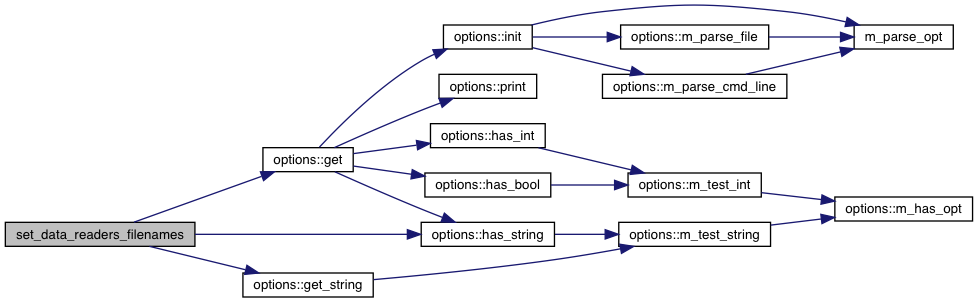 options::init
options::m_parse_file
m_parse_opt
options::print
options::m_parse_cmd_line
options::has_int
options::get
options::has_bool
options::m_test_int
options::m_has_opt
set_data_readers_filenames
options::has_string
options::m_test_string
options::get_string